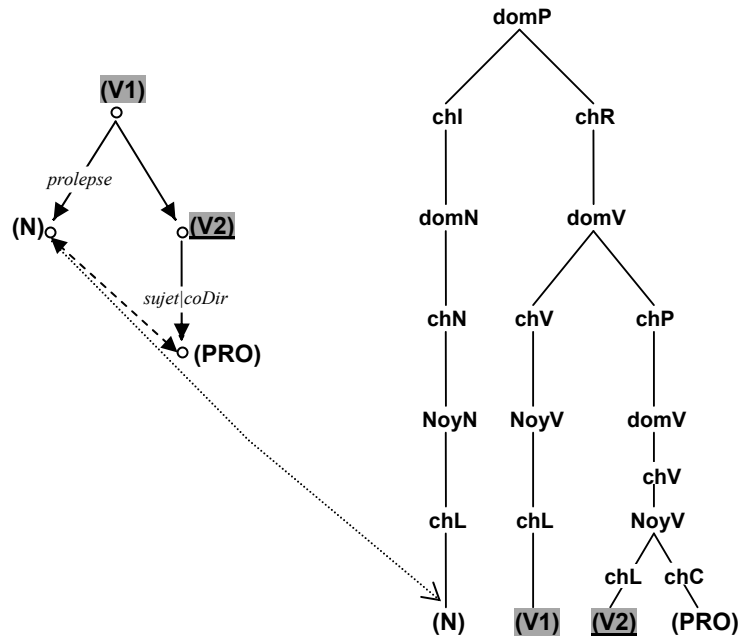 domP
(V1)
chI chR
prolepse
(N) (V2) domN domV
sujet coDir chN chV chP
(PRO)
NoyN NoyV domV
chV
chL chL NoyV
chL chC
(N) (V1) (V2) (PRO)